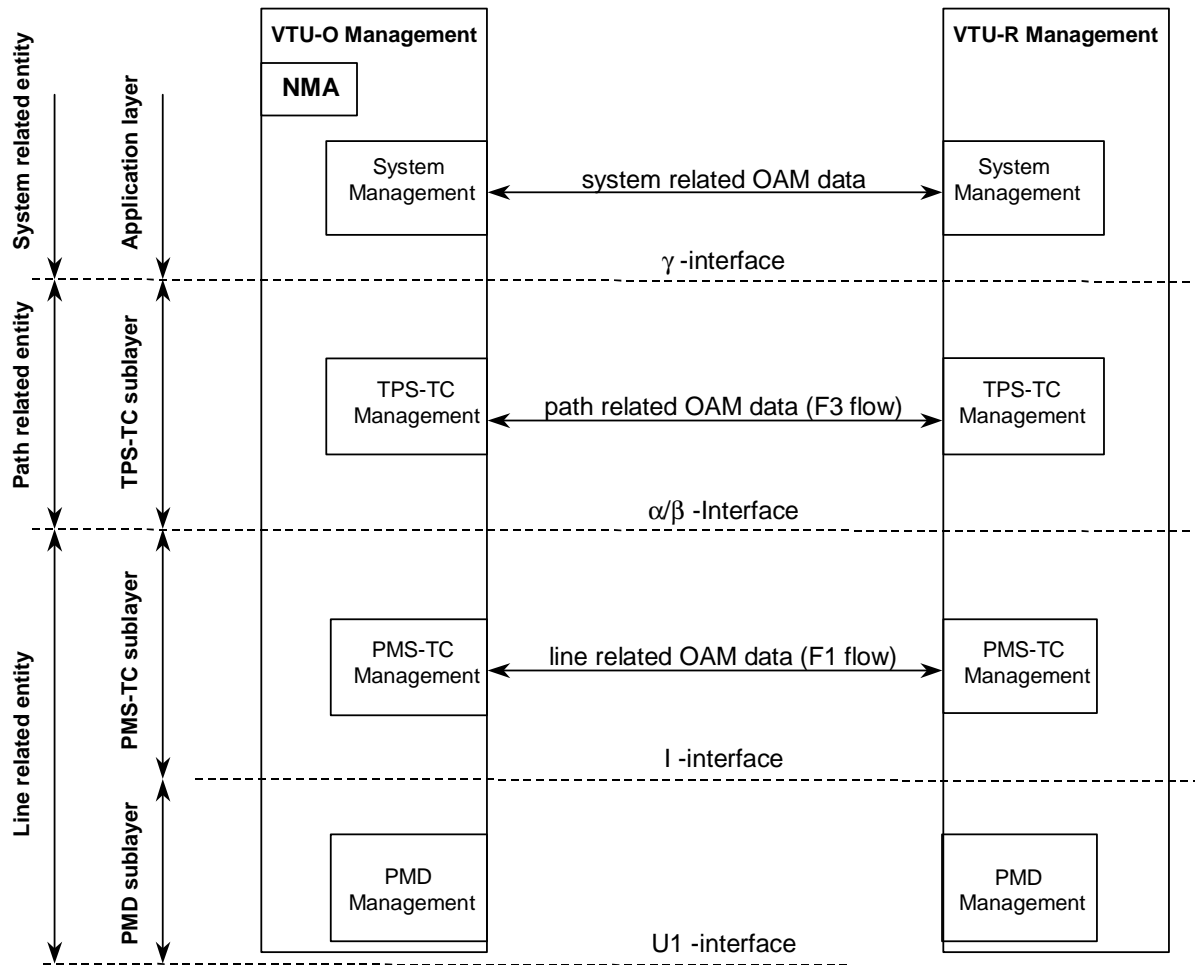 VTU-O Management
VTU-R Management
NMA
System related entity
Application layer
System
Management
system related OAM data
System
Management
γ -interface
Path related entity
TPS-TC sublayer
TPS-TC
Management
path related OAM data (F3 flow)
TPS-TC
Management
α/β -Interface
Line related entity
PMS-TC sublayer
PMS-TC
Management
line related OAM data (F1 flow)
PMS-TC
Management
I -interface
PMD sublayer
PMD
Management
PMD
Management
U1 -interface